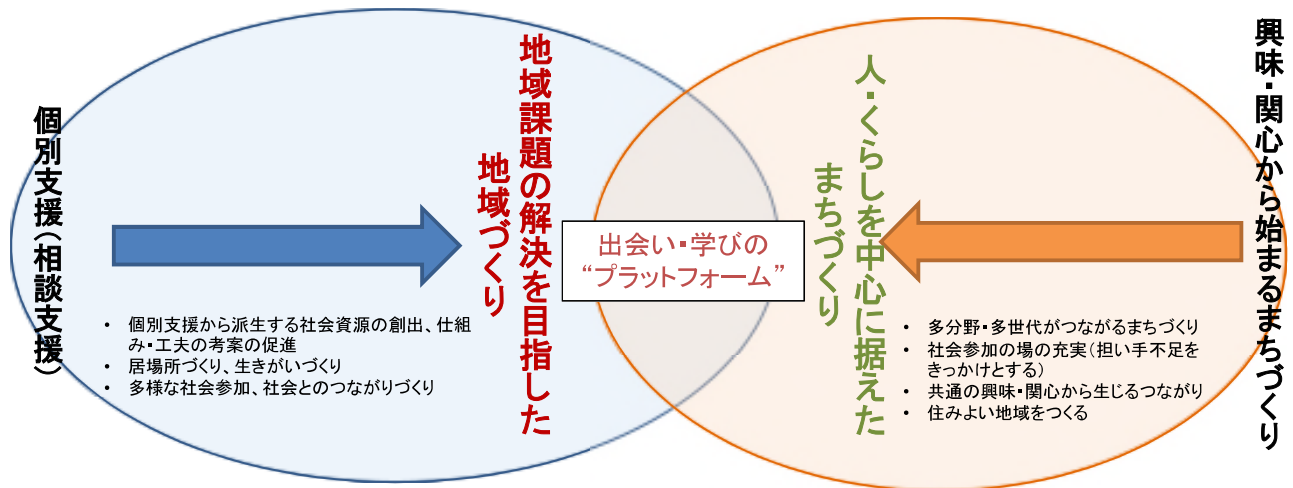 個別支援（相談支援）
地域課題の解決を目指した
地域づくり
• 個別支援から派生する社会資源の創出、仕組
み・工夫の考案の促進
• 居場所づくり、生きがいづくり
• 多様な社会参加、社会とのつながりづくり
出会い・学びの
“プラットフォーム”
人・くらしを中心に据えた
まちづくり
• 多分野・多世代がつながるまちづくり
• 社会参加の場の充実（担い手不足を
きっかけとする）
• 共通の興味・関心から生じるつながり
• 住みよい地域をつくる
興味・関心から始まるまちづくり